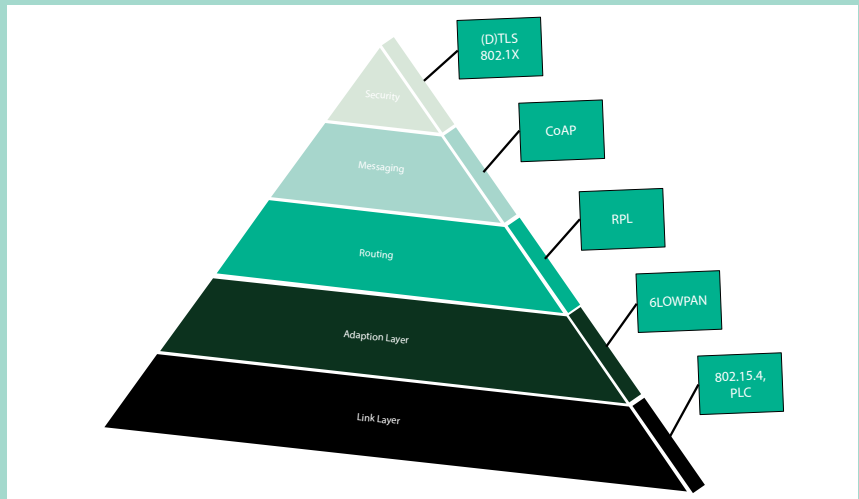 (D)TLS
802.1X
Security
CoAP
Messaging
RPL
Routing
6LOWPAN
Adaption Layer
802.15.4,
PLC
Link Layer